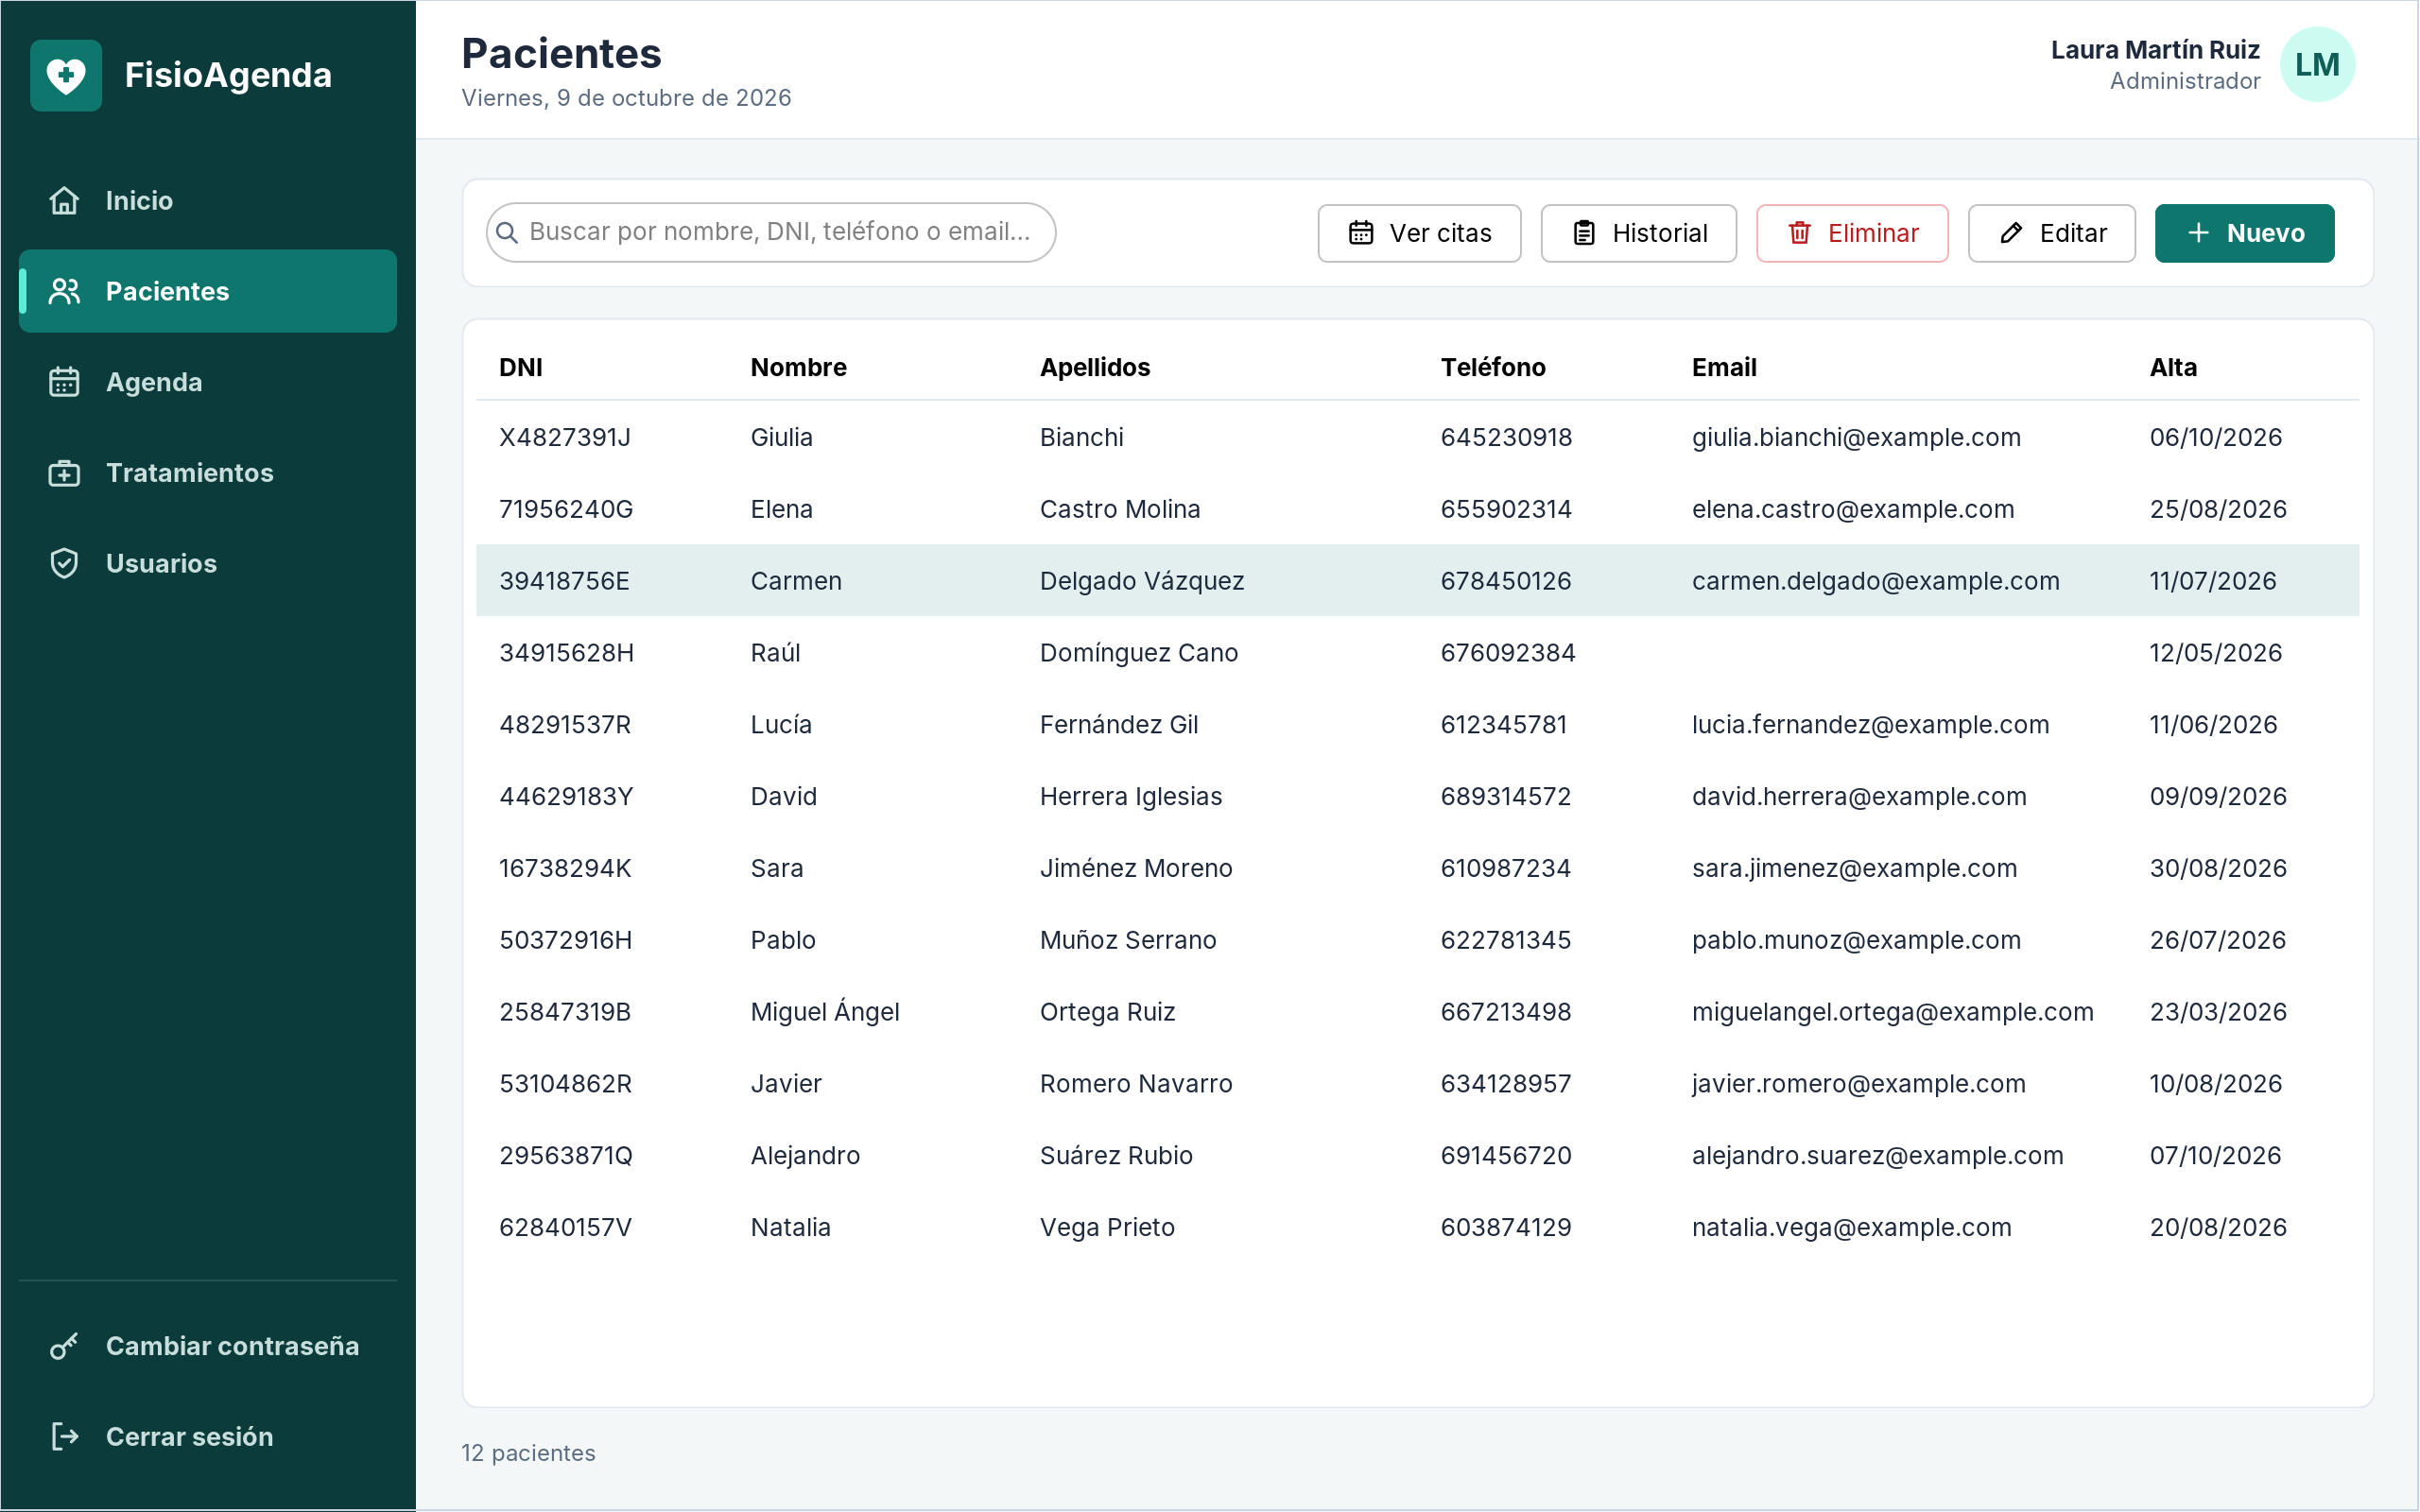 FisioAgenda
Inicio
Pacientes
Agenda
Tratamientos
Usuarios
Cambiar contraseña
Cerrar sesión
Pacientes
Viernes, 9 de octubre de 2026
Laura Martín Ruiz
Administrador
LM
Buscar por nombre, DNI, teléfono o email...
Ver citas
Historial
Eliminar
Editar
Nuevo
DNI Nombre Apellidos Teléfono Email Alta
X4827391J Giulia Bianchi 645230918 giulia.bianchi@example.com 06/10/2026
71956240G Elena Castro Molina 655902314 elena.castro@example.com 25/08/2026
39418756E Carmen Delgado Vázquez 678450126 carmen.delgado@example.com 11/07/2026
34915628H Raúl Domínguez Cano 676092384 12/05/2026
48291537R Lucía Fernández Gil 612345781 lucia.fernandez@example.com 11/06/2026
44629183Y David Herrera Iglesias 689314572 david.herrera@example.com 09/09/2026
16738294K Sara Jiménez Moreno 610987234 sara.jimenez@example.com 30/08/2026
50372916H Pablo Muñoz Serrano 622781345 pablo.munoz@example.com 26/07/2026
25847319B Miguel Ángel Ortega Ruiz 667213498 miguelangel.ortega@example.com 23/03/2026
53104862R Javier Romero Navarro 634128957 javier.romero@example.com 10/08/2026
29563871Q Alejandro Suárez Rubio 691456720 alejandro.suarez@example.com 07/10/2026
62840157V Natalia Vega Prieto 603874129 natalia.vega@example.com 20/08/2026
12 pacientes